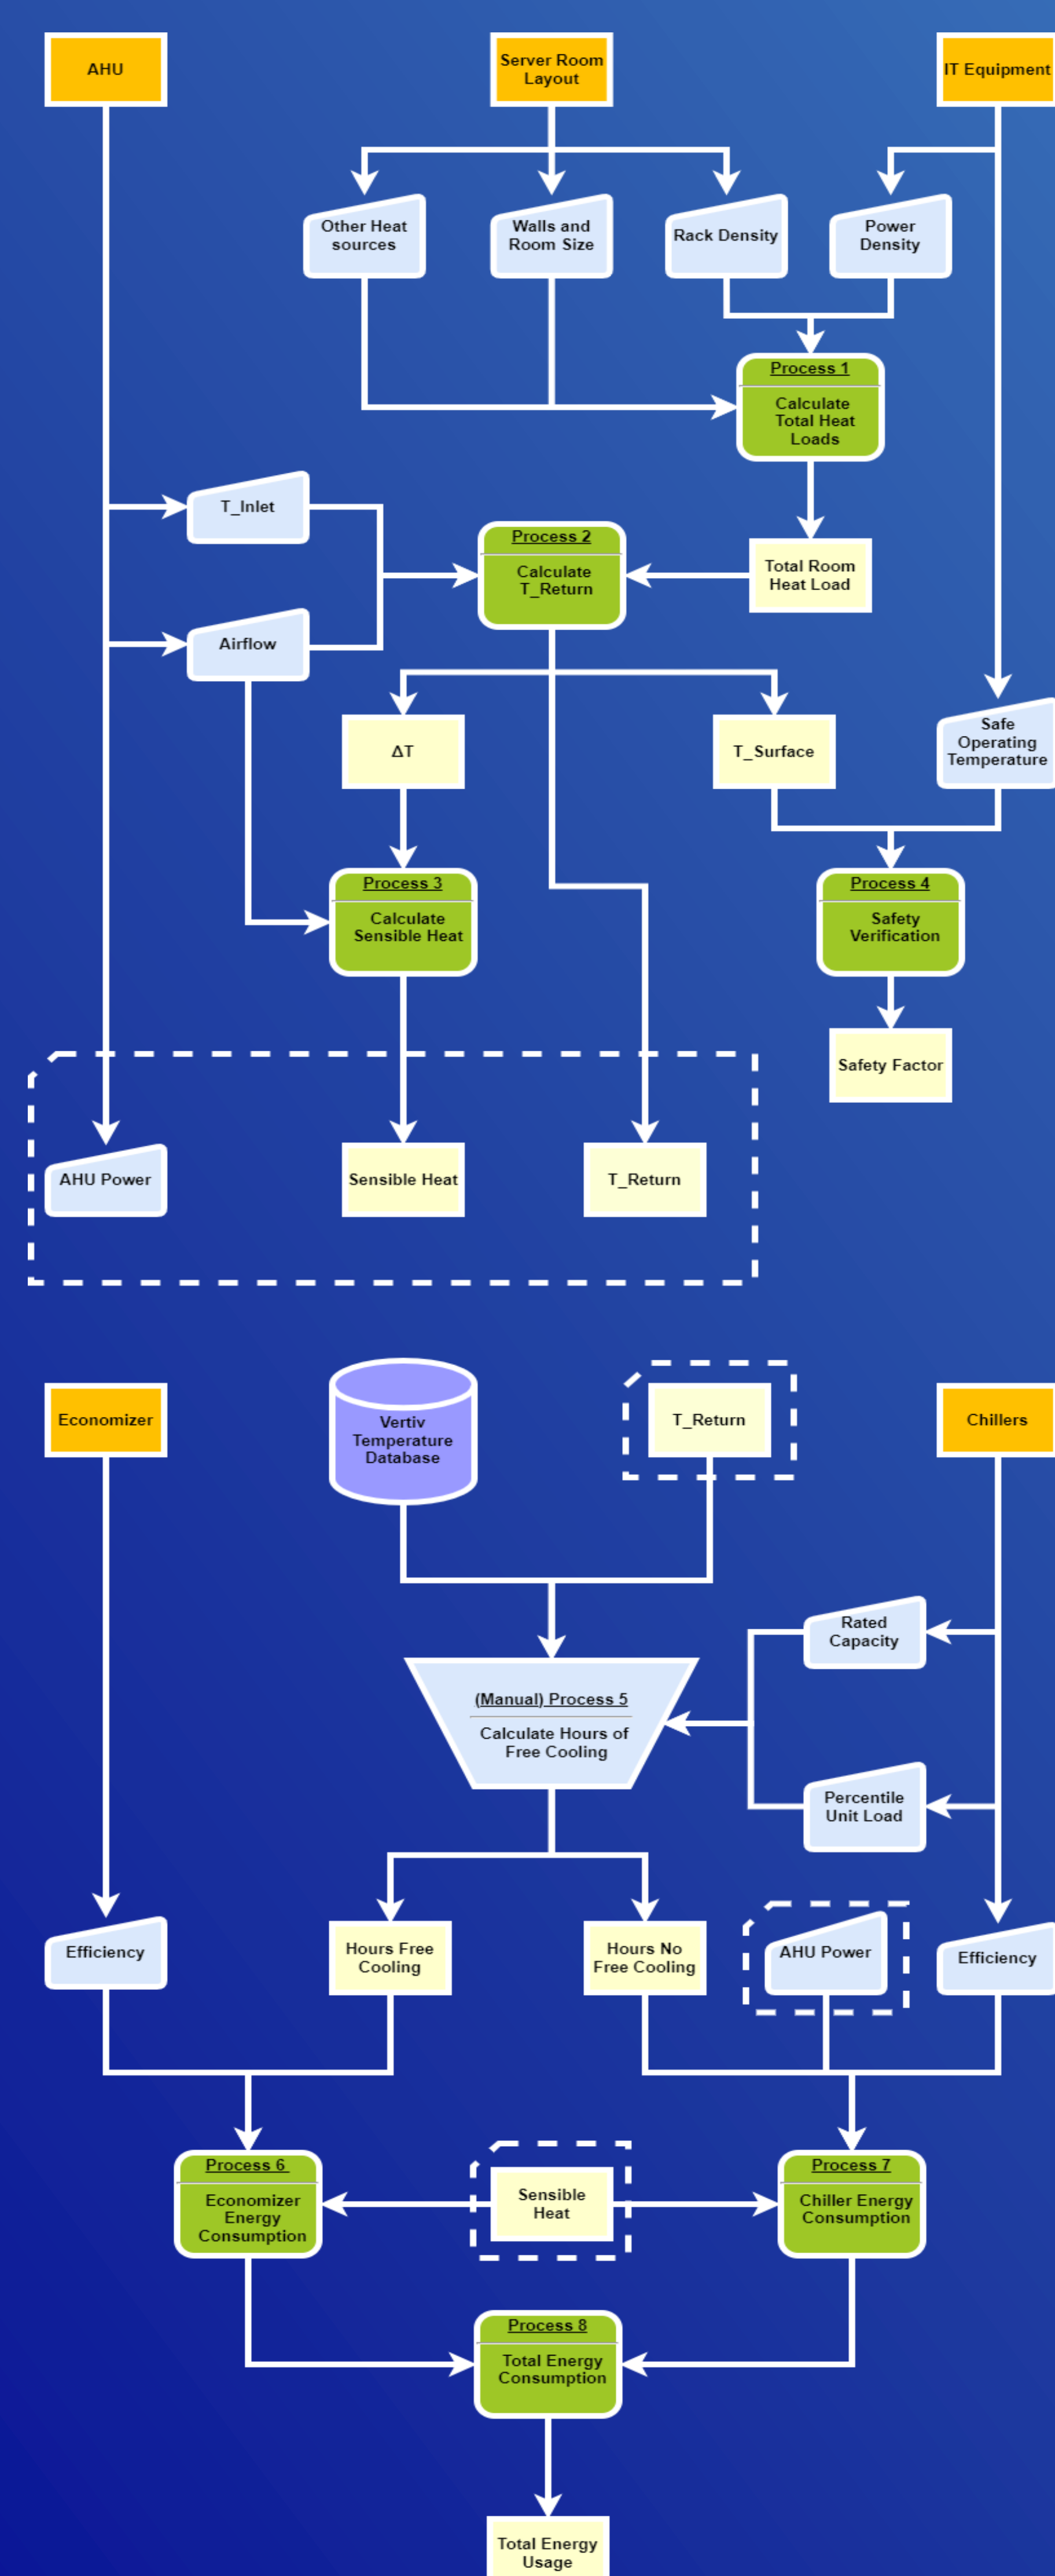 AHU
Server Room
Layout
IT Equipment
Other Heat
sources
Walls and
Room Size
Rack Density
Power
Density
Process 1
Calculate
Total Heat
Loads
T_Inlet
Process 2
Calculate
T_Return
Total Room
Heat Load
Airflow
ΔT
T_Surface
Safe
Operating
Temperature
Process 3
Calculate
Sensible Heat
Process 4
Safety
Verification
Safety Factor
AHU Power
Sensible Heat
T_Return
Economizer
Vertiv
Temperature
Database
T_Return
Chillers
Rated
Capacity
(Manual) Process 5
Calculate Hours of
Free Cooling
Percentile
Unit Load
Efficiency
Hours Free
Cooling
Hours No
Free Cooling
AHU Power
Efficiency
Process 6
Economizer
Energy
Consumption
Sensible
Heat
Process 7
Chiller Energy
Consumption
Process 8
Total Energy
Consumption
Total Energy
Usage